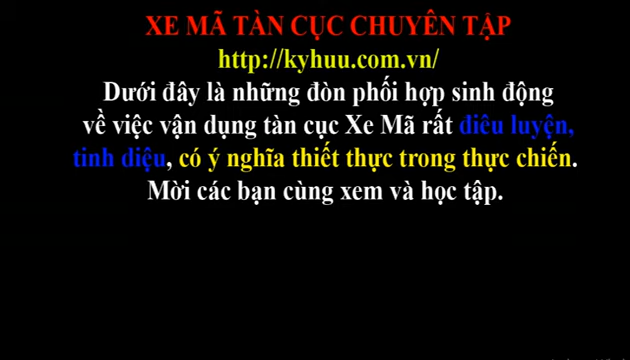 XE MÃ TÀN CỤC CHUYÊN TẬP
http://kyhuu.com.vn/
Dưới đây là những đòn phối hợp sinh động
về việc vận dụng tàn cục Xe Mã rất điêu luyện,
tinh diệu, có ý nghĩa thiết thực trong thực chiến.
Mời các bạn cùng xem và học tập.